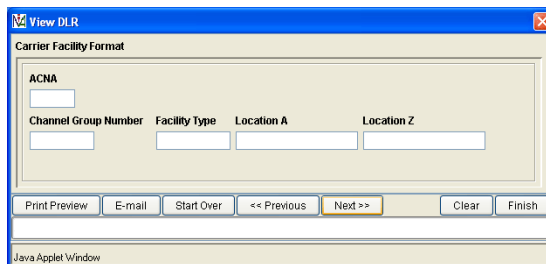 View DLR
Carrier Facility Format
ACNA
Channel Group Number Facility Type Location A Location Z
Print Preview E-mail Start Over << Previous Next >> Clear Finish
Java Applet Window